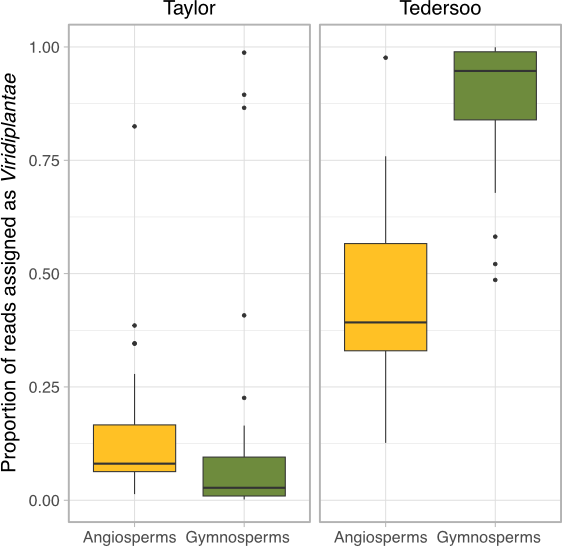 Taylor
Tedersoo
Proportion of reads assigned as Viridiplantae
1.00
0.75
0.50
0.25
0.00
Angiosperms Gymnosperms
Angiosperms Gymnosperms